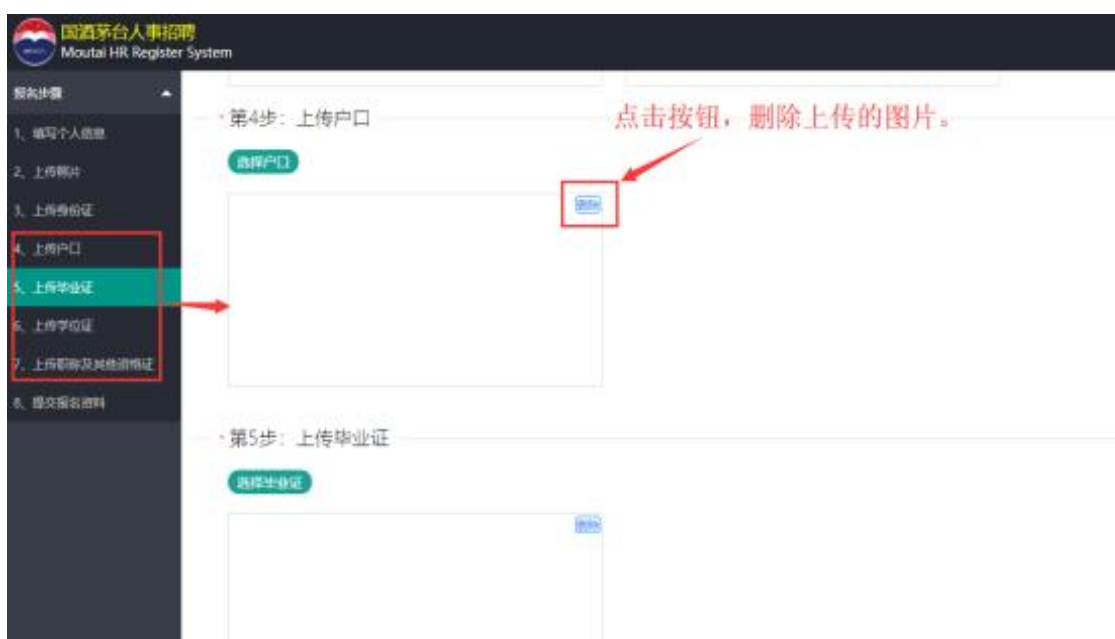 国酒茅台人事招聘
Moutai HR Register System
报名步骤
1、填写个人信息
2、上传照片
3、上传身份证
4、上传户口
5、上传毕业证
6、上传学位证
7、上传职称及其他资格证
8、提交报名资料
*第4步：上传户口
点击按钮，删除上传的图片。
选择户口
删除
*第5步：上传毕业证
选择毕业证
删除